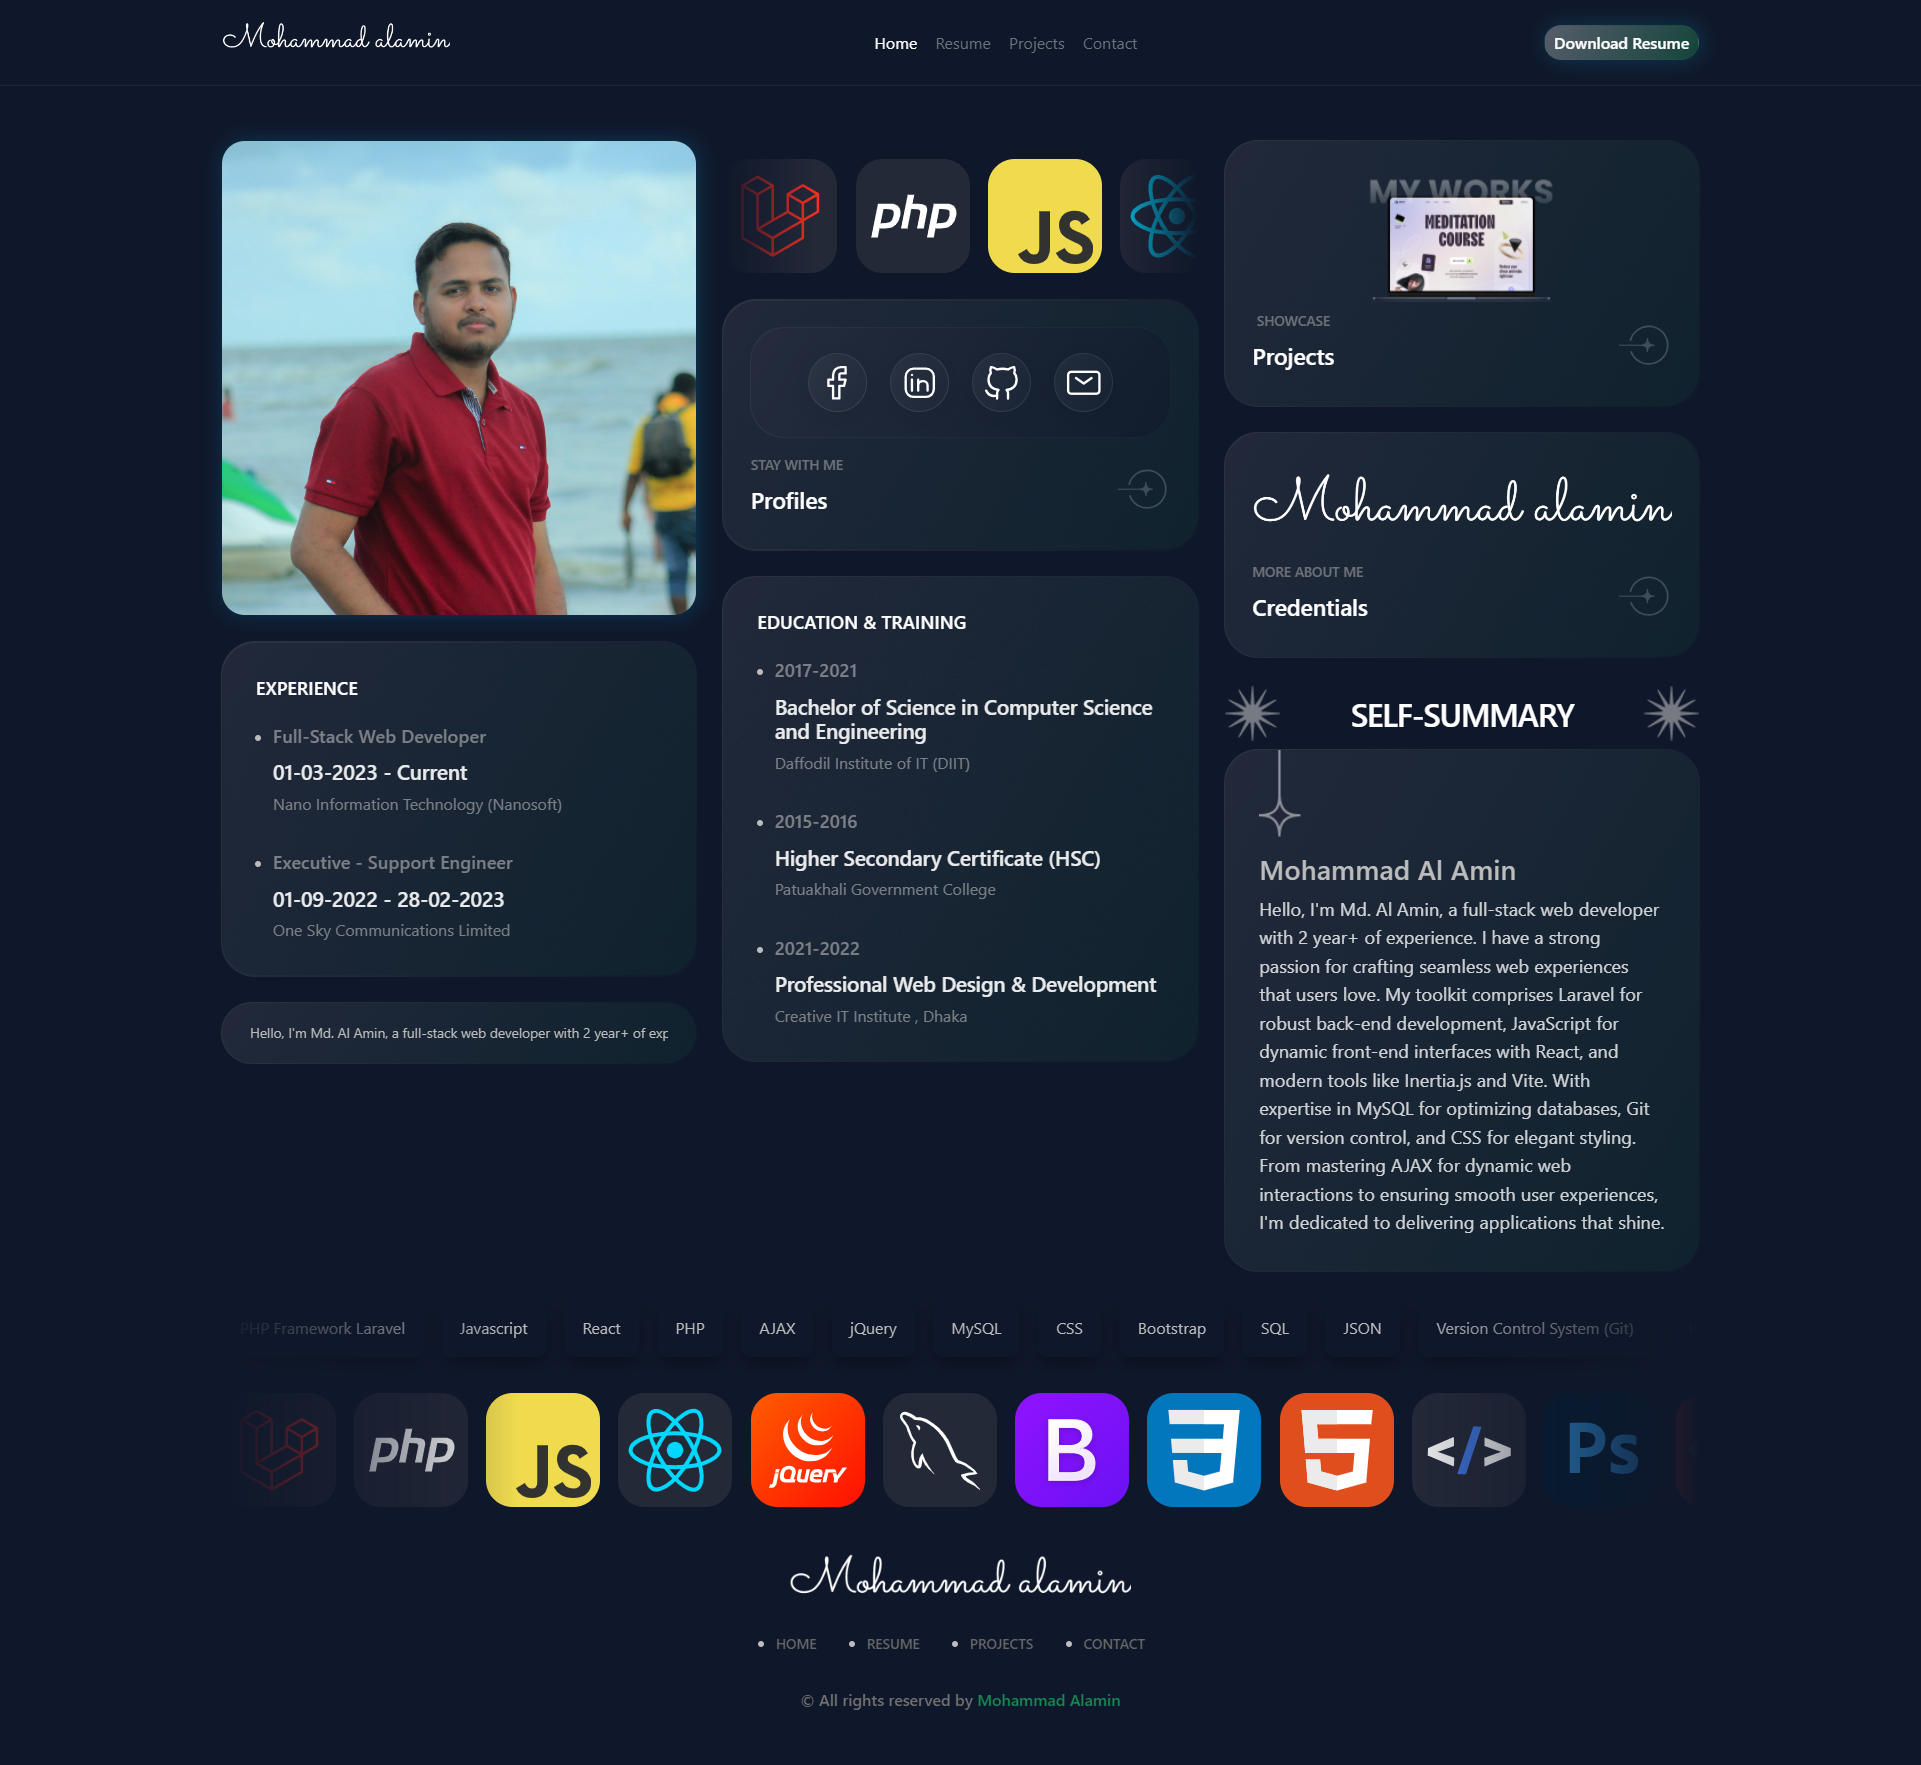 Mohammad alamin
Home
Resume
Projects
Contact
Download Resume
php
JS
MY WORKS
MEDITATION
COURSE
SHOWCASE
Projects
in
STAY WITH ME
Profiles
Mohammad alamin
MORE ABOUT ME
Credentials
EXPERIENCE
Full-Stack Web Developer
01-03-2023 - Current
Nano Information Technology (Nanosoft)
Executive - Support Engineer
01-09-2022 - 28-02-2023
One Sky Communications Limited
Hello, I'm Md. Al Amin, a full-stack web developer with 2 year+ of exp
EDUCATION & TRAINING
2017-2021
Bachelor of Science in Computer Science
and Engineering
Daffodil Institute of IT (DIIT)
2015-2016
Higher Secondary Certificate (HSC)
Patuakhali Government College
2021-2022
Professional Web Design & Development
Creative IT Institute , Dhaka
SELF-SUMMARY
Mohammad Al Amin
Hello, I'm Md. Al Amin, a full-stack web developer
with 2 year+ of experience. I have a strong
passion for crafting seamless web experiences
that users love. My toolkit comprises Laravel for
robust back-end development, JavaScript for
dynamic front-end interfaces with React, and
modern tools like Inertia.js and Vite. With
expertise in MySQL for optimizing databases, Git
for version control, and CSS for elegant styling.
From mastering AJAX for dynamic web
interactions to ensuring smooth user experiences,
I'm dedicated to delivering applications that shine.
PHP Framework Laravel
Javascript
React
PHP
AJAX
jQuery
MySQL
CSS
Bootstrap
SQL
JSON
Version Control System (Git)
php
JS
jQuery
B
3
5
</>
Ps
Mohammad alamin
HOME
RESUME
PROJECTS
CONTACT
© All rights reserved by Mohammad Alamin